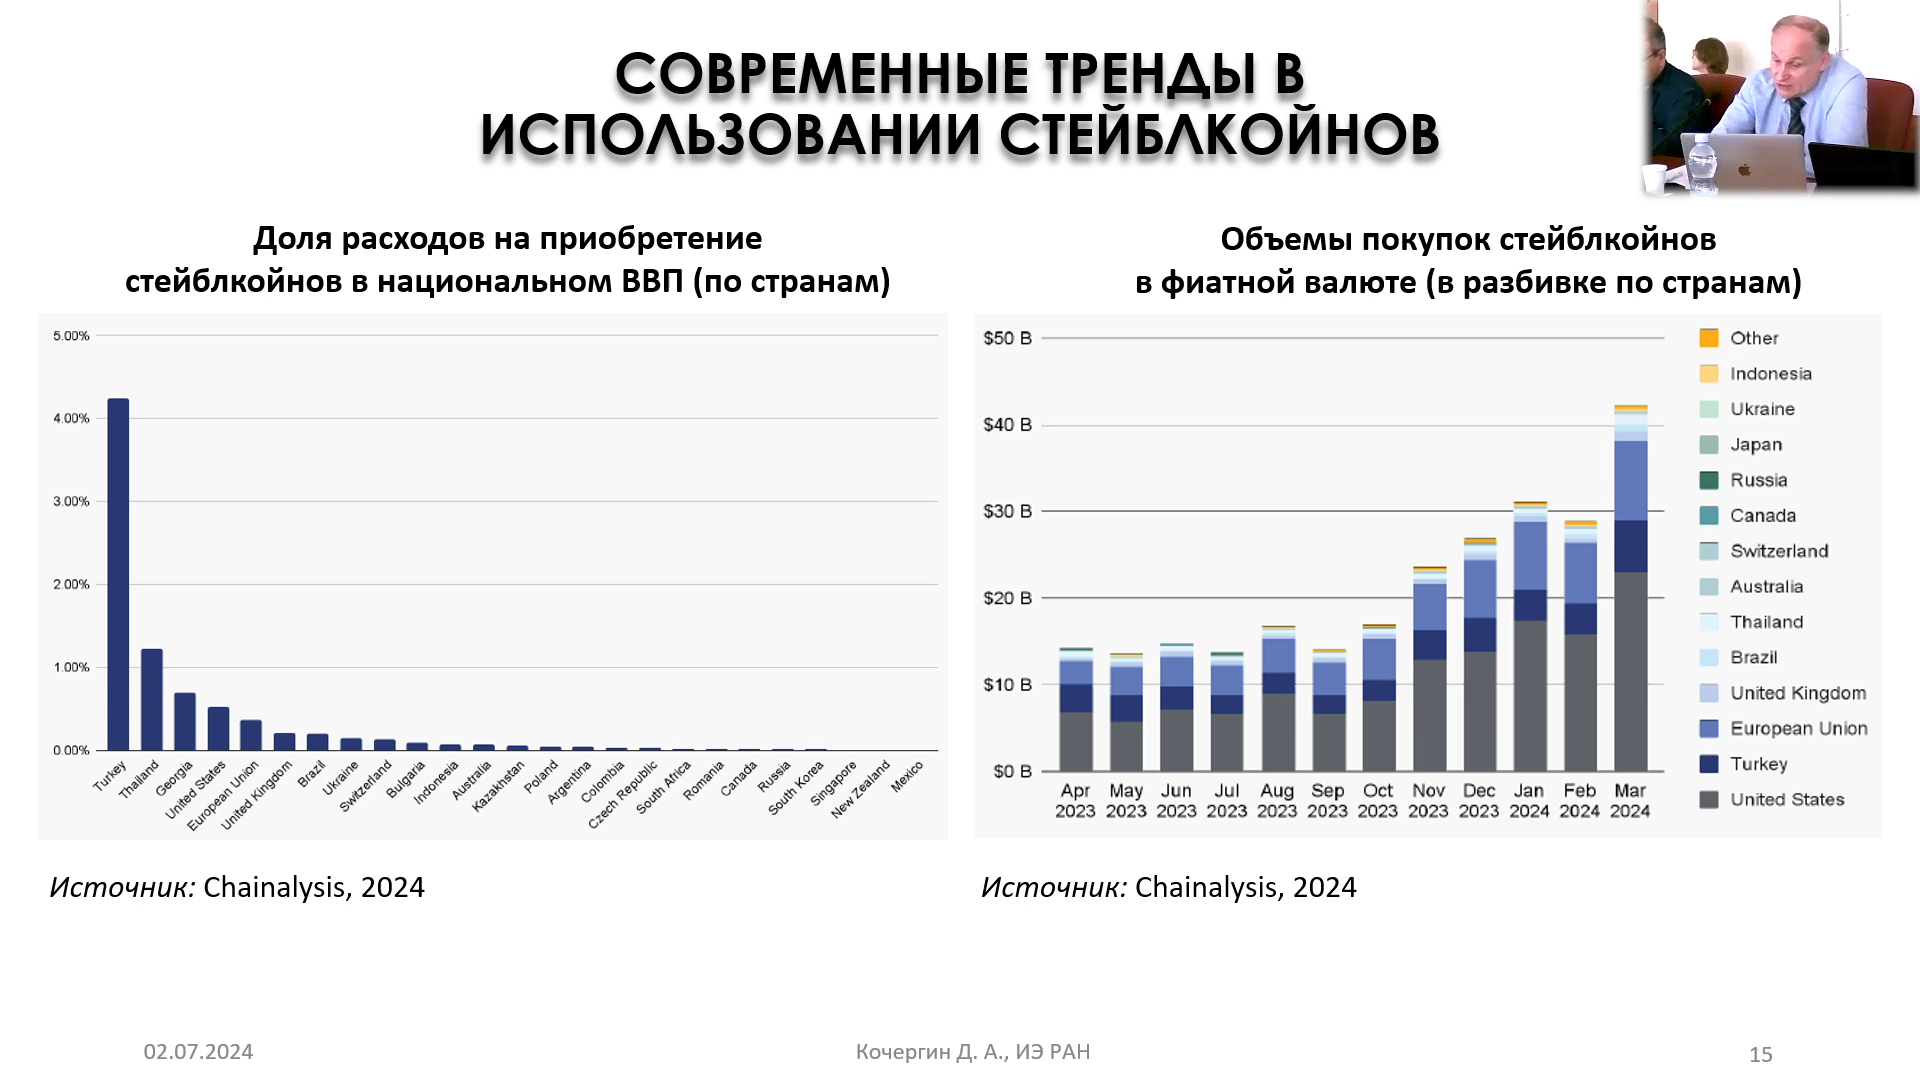 СОВРЕМЕННЫЕ ТРЕНДЫ В
ИСПОЛЬЗОВАНИИ СТЕЙБЛКОЙНОВ
Доля расходов на приобретение
стейблкойнов в национальном ВВП (по странам)
5.00%
4.00%
3.00%
2.00%
1.00%
0.00%
Turkey
Thailand
Georgia
United States
European Union
United Kingdom
Brazil
Ukraine
Switzerland
Bulgaria
Indonesia
Australia
Kazakhstan
Poland
Argentina
Colombia
Czech Republic
South Africa
Romania
Canada
Russia
South Korea
Singapore
New Zealand
Mexico
Источник: Chainalysis, 2024
Объемы покупок стейблкойнов
в фиатной валюте (в разбивке по странам)
$50 B
$40 B
$30 B
$20 B
$10 B
$0 B
Apr 2023
May 2023
Jun 2023
Jul 2023
Aug 2023
Sep 2023
Oct 2023
Nov 2023
Dec 2023
Jan 2024
Feb 2024
Mar 2024
Other
Indonesia
Ukraine
Japan
Russia
Canada
Switzerland
Australia
Thailand
Brazil
United Kingdom
European Union
Turkey
United States
Источник: Chainalysis, 2024
02.07.2024
Кочергин Д. А., ИЭ РАН
15